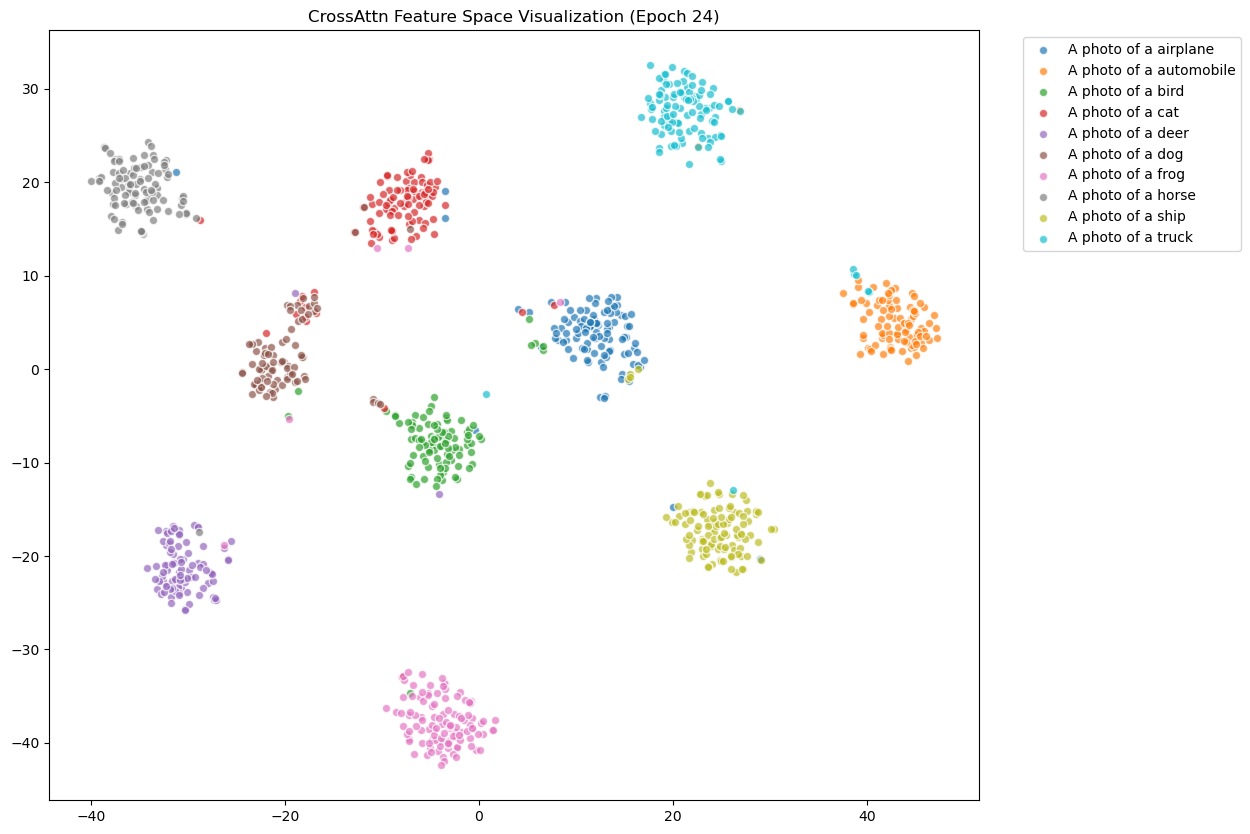 CrossAttn Feature Space Visualization (Epoch 24)
A photo of a airplane
A photo of a automobile
A photo of a bird
A photo of a cat
A photo of a deer
A photo of a dog
A photo of a frog
A photo of a horse
A photo of a ship
A photo of a truck
30
20
10
0
−10
−20
−30
−40
−40
−20
0
20
40